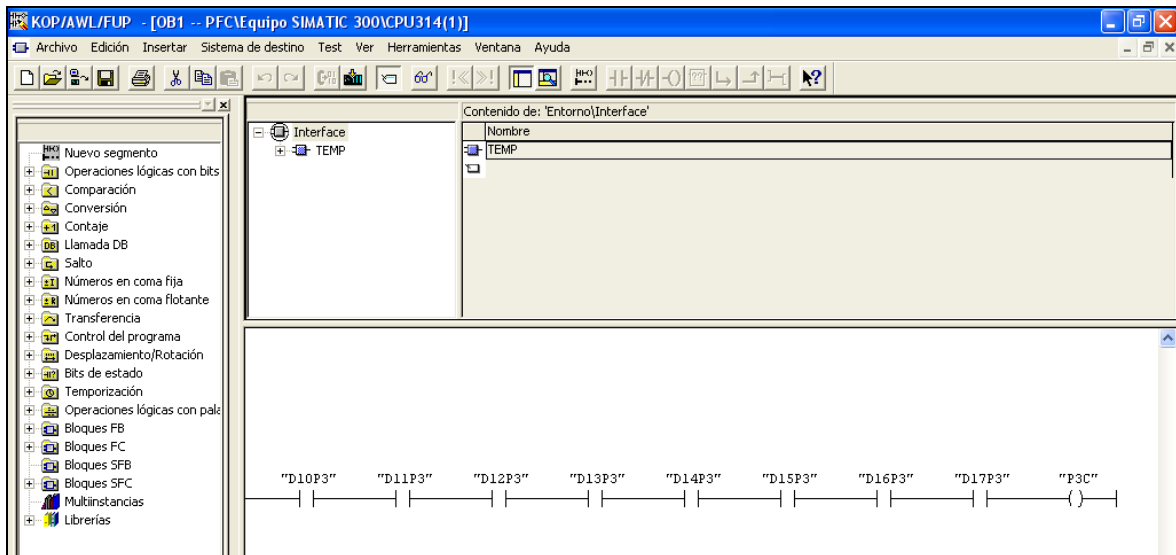 KOP/AWL/FUP - [OB1 -- PFC\Equipo SIMATIC 300\CPU314(1)]
Archivo Edición Insertar Sistema de destino Test Ver Herramientas Ventana Ayuda
Contenido de: 'Entorno\Interface'
Interface
TEMP
Nombre
TEMP
Nuevo segmento
Operaciones lógicas con bits
Comparación
Conversión
Contaje
Llamada DB
Salto
Números en coma fija
Números en coma flotante
Transferencia
Control del programa
Desplazamiento/Rotación
Bits de estado
Temporización
Operaciones lógicas con pala
Bloques FB
Bloques FC
Bloques SFB
Bloques SFC
Multiinstancias
Librerías
"D10P3" "D11P3" "D12P3" "D13P3" "D14P3" "D15P3" "D16P3" "D17P3" "P3C"